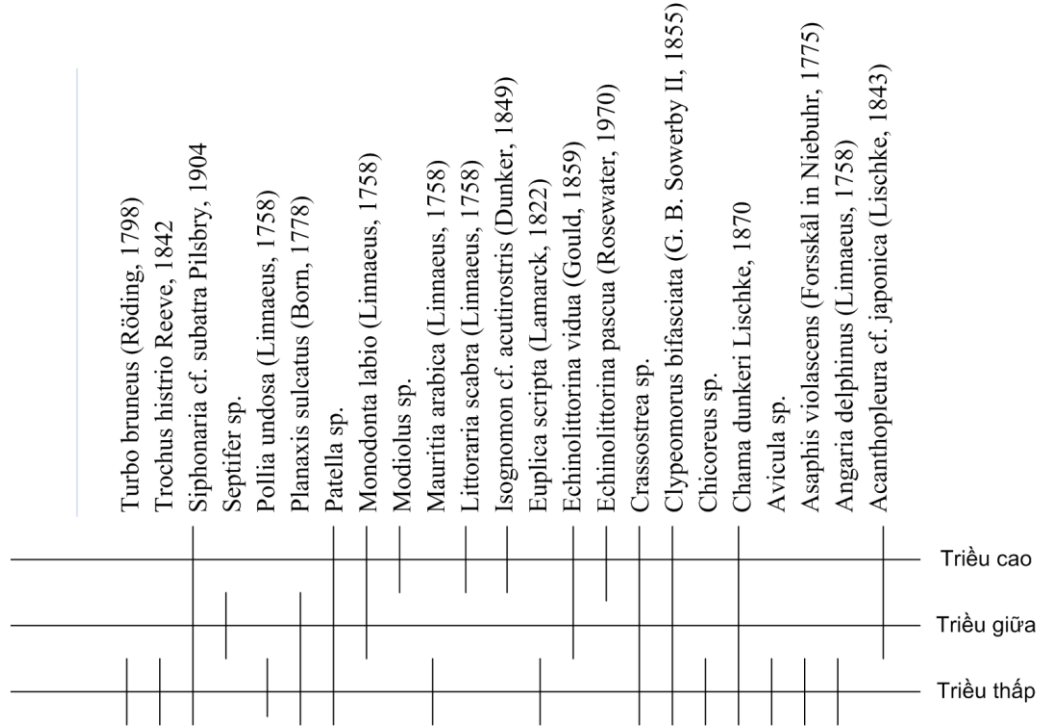 Turbo bruneus (Röding, 1798)
Trochus histrio Reeve, 1842
Siphonaria cf. subatra Pilsbry, 1904
Septifer sp.
Pollia undosa (Linnaeus, 1758)
Planaxis sulcatus (Born, 1778)
Patella sp.
Monodonta labio (Linnaeus, 1758)
Modiolus sp.
Mauritia arabica (Linnaeus, 1758)
Littoraria scabra (Linnaeus, 1758)
Isognomon cf. acutirostris (Dunker, 1849)
Euplica scripta (Lamarck, 1822)
Echinolittorina vidua (Gould, 1859)
Echinolittorina pascua (Rosewater, 1970)
Crassostrea sp.
Clypeomorus bifasciata (G. B. Sowerby II, 1855)
Chicoreus sp.
Chama dunkeri Lischke, 1870
Avicula sp.
Asaphis violascens (Forsskål in Niebuhr, 1775)
Angaria delphinus (Linnaeus, 1758)
Acanthopleura cf. japonica (Lischke, 1843)
Triều cao
Triều giữa
Triều thấp